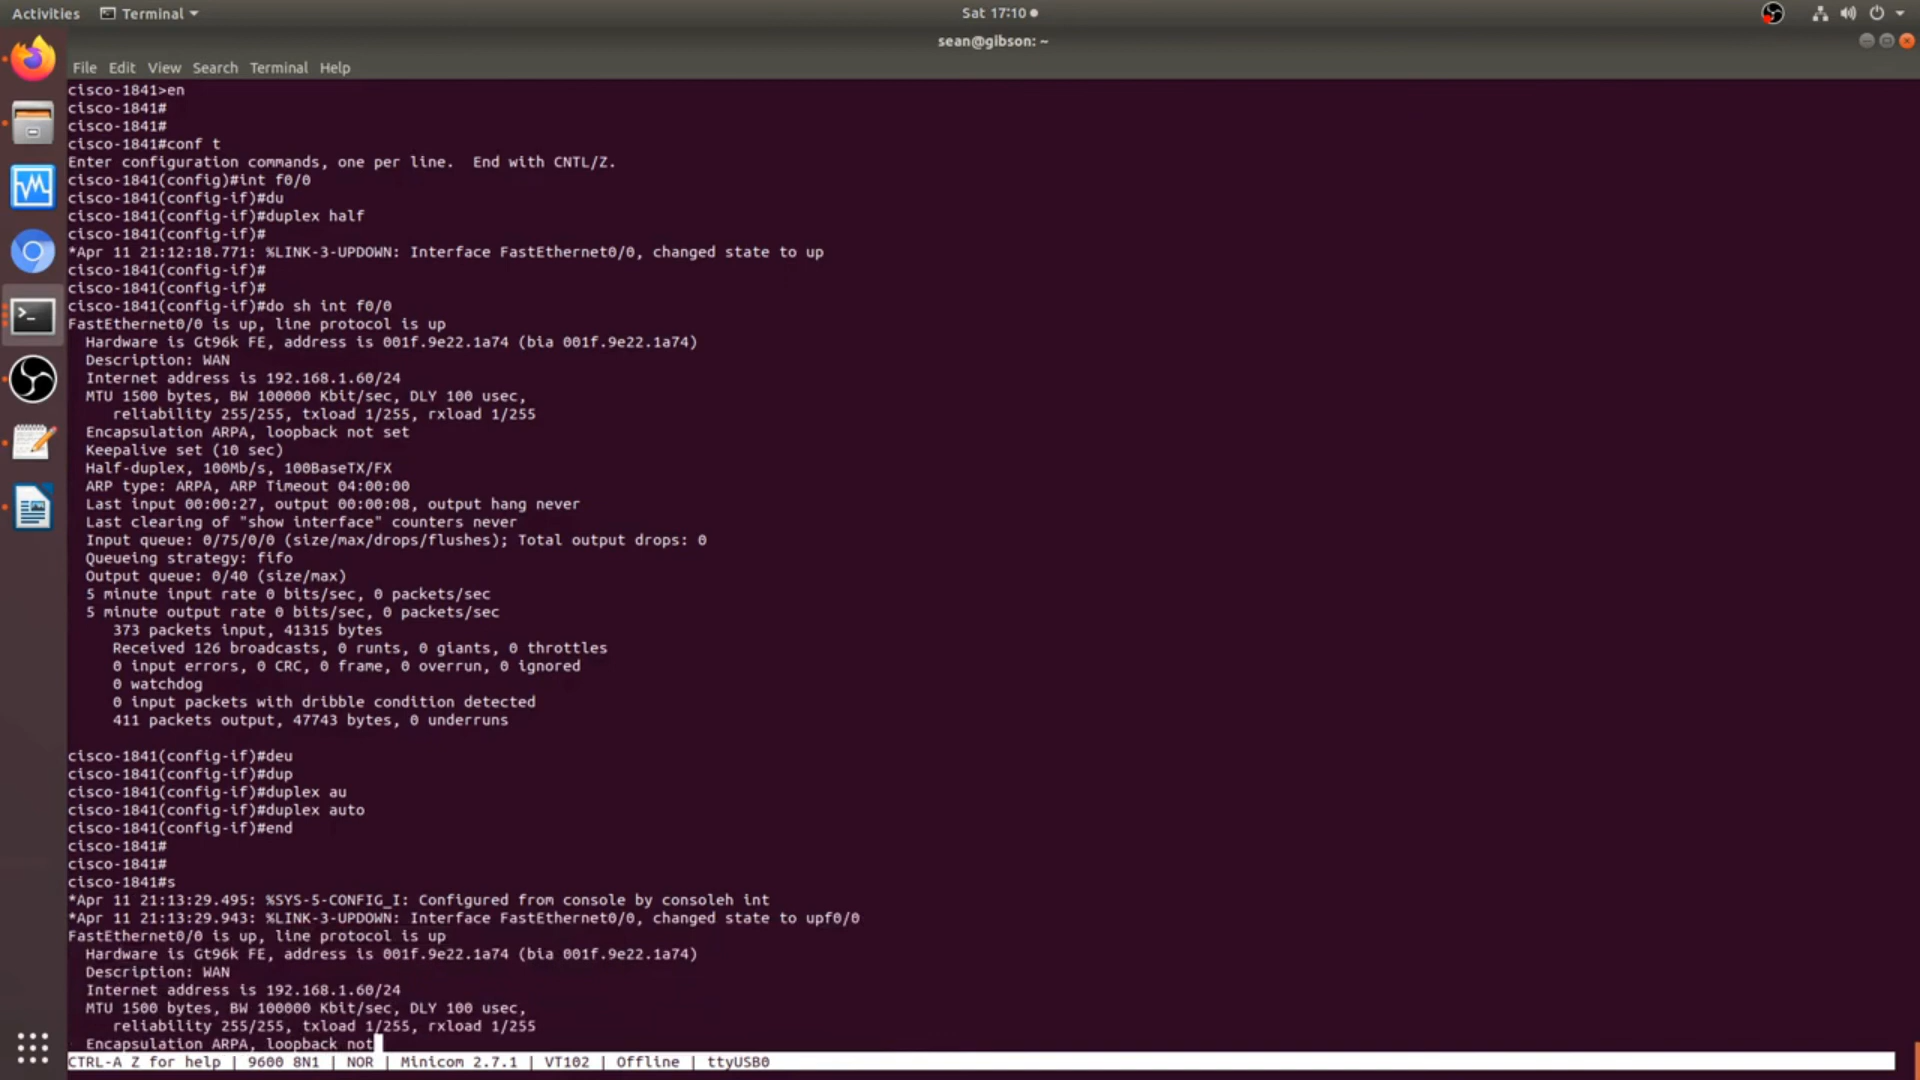 Activities Terminal Sat 17:10
sean@gibson: ~
File Edit View Search Terminal Help
cisco-1841>en
cisco-1841#
cisco-1841#
cisco-1841#conf t
Enter configuration commands, one per line.  End with CNTL/Z.
cisco-1841(config)#int f0/0
cisco-1841(config-if)#du
cisco-1841(config-if)#duplex half
cisco-1841(config-if)#
*Apr 11 21:12:18.771: %LINK-3-UPDOWN: Interface FastEthernet0/0, changed state to up
cisco-1841(config-if)#
cisco-1841(config-if)#
cisco-1841(config-if)#do sh int f0/0
FastEthernet0/0 is up, line protocol is up
Hardware is Gt96k FE, address is 001f.9e22.1a74 (bia 001f.9e22.1a74)
Description: WAN
Internet address is 192.168.1.60/24
MTU 1500 bytes, BW 100000 Kbit/sec, DLY 100 usec,
reliability 255/255, txload 1/255, rxload 1/255
Encapsulation ARPA, loopback not set
Keepalive set (10 sec)
Half-duplex, 100Mb/s, 100BaseTX/FX
ARP type: ARPA, ARP Timeout 04:00:00
Last input 00:00:27, output 00:00:08, output hang never
Last clearing of "show interface" counters never
Input queue: 0/75/0/0 (size/max/drops/flushes); Total output drops: 0
Queueing strategy: fifo
Output queue: 0/40 (size/max)
5 minute input rate 0 bits/sec, 0 packets/sec
5 minute output rate 0 bits/sec, 0 packets/sec
373 packets input, 41315 bytes
Received 126 broadcasts, 0 runts, 0 giants, 0 throttles
0 input errors, 0 CRC, 0 frame, 0 overrun, 0 ignored
0 watchdog
0 input packets with dribble condition detected
411 packets output, 47743 bytes, 0 underruns
cisco-1841(config-if)#deu
cisco-1841(config-if)#dup
cisco-1841(config-if)#duplex au
cisco-1841(config-if)#duplex auto
cisco-1841(config-if)#end
cisco-1841#
cisco-1841#
cisco-1841#s
*Apr 11 21:13:29.495: %SYS-5-CONFIG_I: Configured from console by consoleh int
*Apr 11 21:13:29.943: %LINK-3-UPDOWN: Interface FastEthernet0/0, changed state to upf0/0
FastEthernet0/0 is up, line protocol is up
Hardware is Gt96k FE, address is 001f.9e22.1a74 (bia 001f.9e22.1a74)
Description: WAN
Internet address is 192.168.1.60/24
MTU 1500 bytes, BW 100000 Kbit/sec, DLY 100 usec,
reliability 255/255, txload 1/255, rxload 1/255
Encapsulation ARPA, loopback not
CTRL-A Z for help | 9600 8N1 | NOR | Minicom 2.7.1 | VT102 | Offline | ttyUSB0